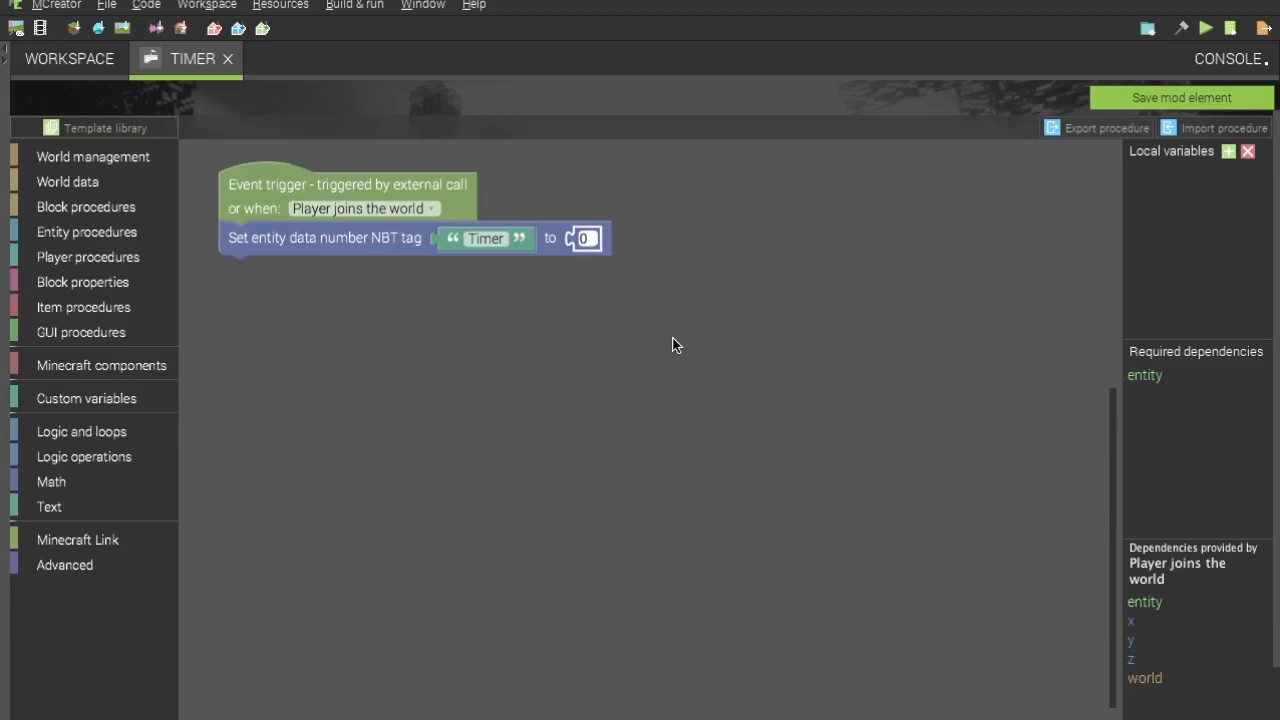 MCreator File Code Workspace Resources Build & run Window Help
WORKSPACE TIMER CONSOLE
Save mod element
Template library Export procedure Import procedure
World management
World data
Block procedures
Entity procedures
Player procedures
Block properties
Item procedures
GUI procedures
Minecraft components
Custom variables
Logic and loops
Logic operations
Math
Text
Minecraft Link
Advanced
Event trigger - triggered by external call
or when: Player joins the world
Set entity data number NBT tag “ Timer ” to 0
Local variables
Required dependencies
entity
Dependencies provided by
Player joins the
world
entity
x
y
z
world